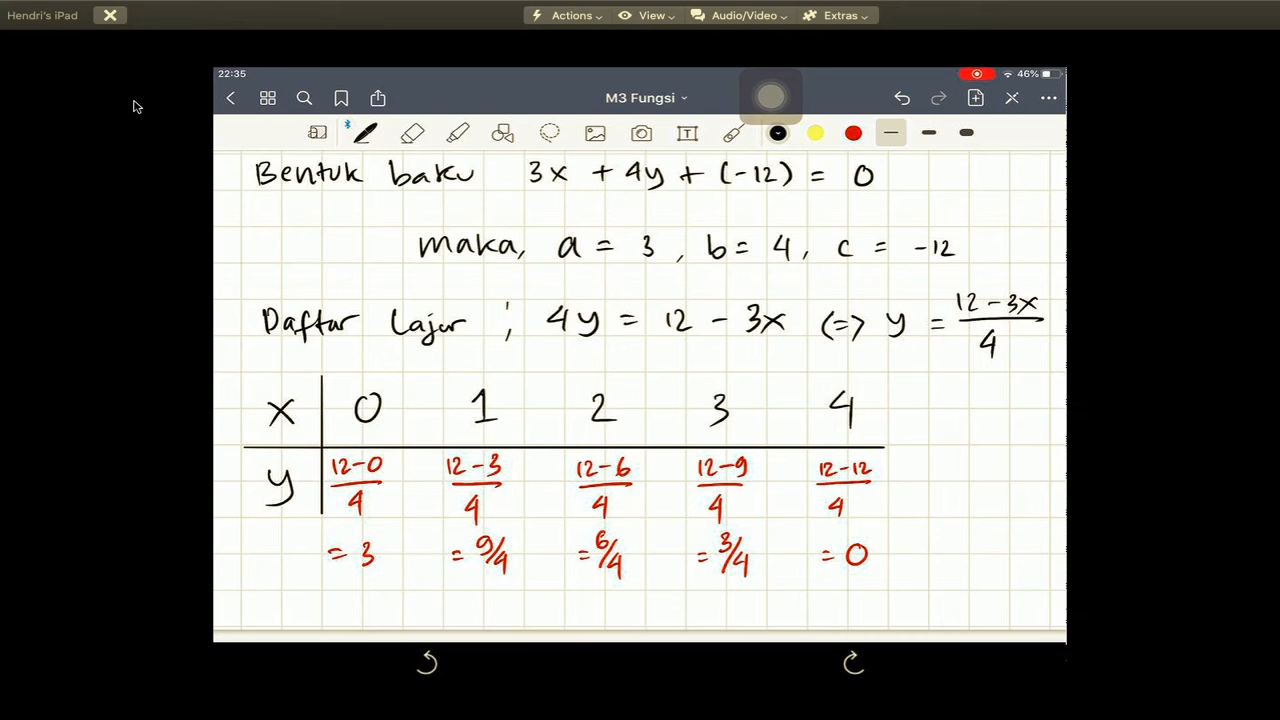 Hendri's iPad
Actions View Audio/Video Extras
22:35 46%
M3 Fungsi
Bentuk baku 3x + 4y + (-12) = 0
maka, a = 3, b = 4, c = -12
Daftar lajur ; 4y = 12 - 3x (=> y = 12 - 3x / 4
x 0 1 2 3 4
y 12-0/4 12-3/4 12-6/4 12-9/4 12-12/4
= 3 = 9/4 = 6/4 = 3/4 = 0